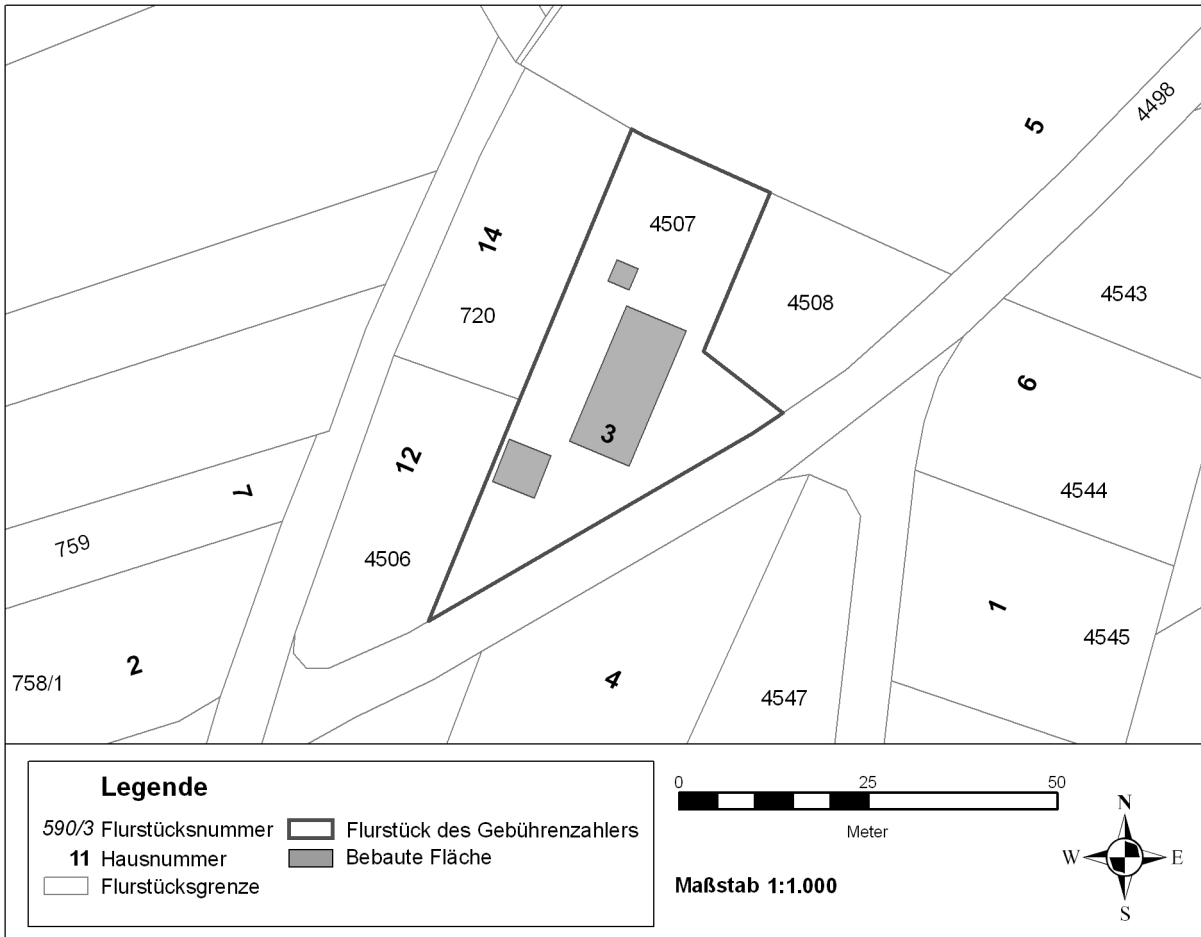 4498
5
4507
14
4508
4543
720
6
3
12
7
4544
759
4506
1
4545
2
758/1
4
4547
Legende
590/3 Flurstücksnummer
11 Hausnummer
Flurstücksgrenze
Flurstück des Gebührenzahlers
Bebaute Fläche
0 25 50
Meter
Maßstab 1:1.000
N
W E
S